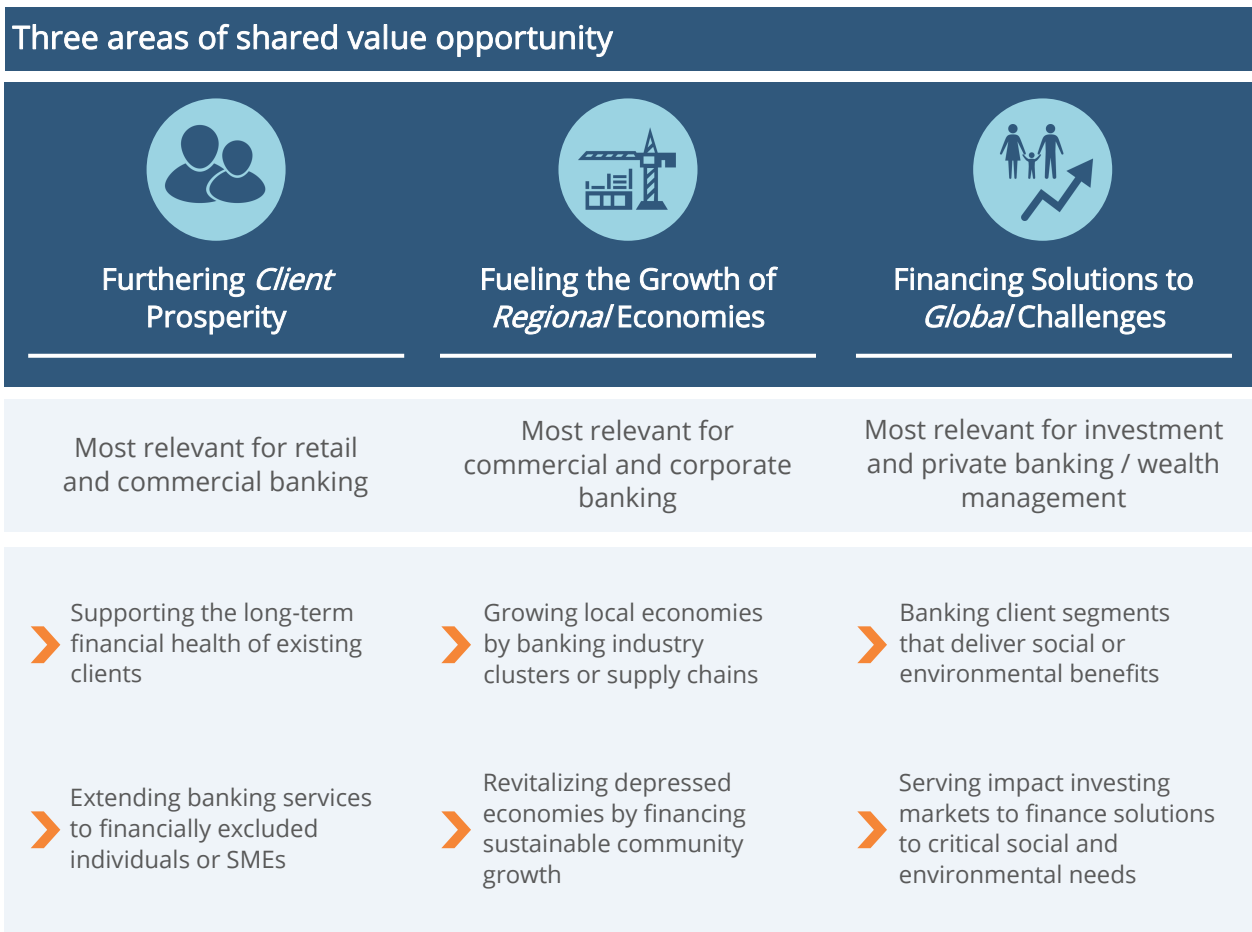 Three areas of shared value opportunity
Furthering Client
Prosperity
Fueling the Growth of
Regional Economies
Financing Solutions to
Global Challenges
Most relevant for retail
and commercial banking
Most relevant for
commercial and corporate
banking
Most relevant for investment
and private banking / wealth
management
Supporting the long-term
financial health of existing
clients
Growing local economies
by banking industry
clusters or supply chains
Banking client segments
that deliver social or
environmental benefits
Extending banking services
to financially excluded
individuals or SMEs
Revitalizing depressed
economies by financing
sustainable community
growth
Serving impact investing
markets to finance solutions
to critical social and
environmental needs